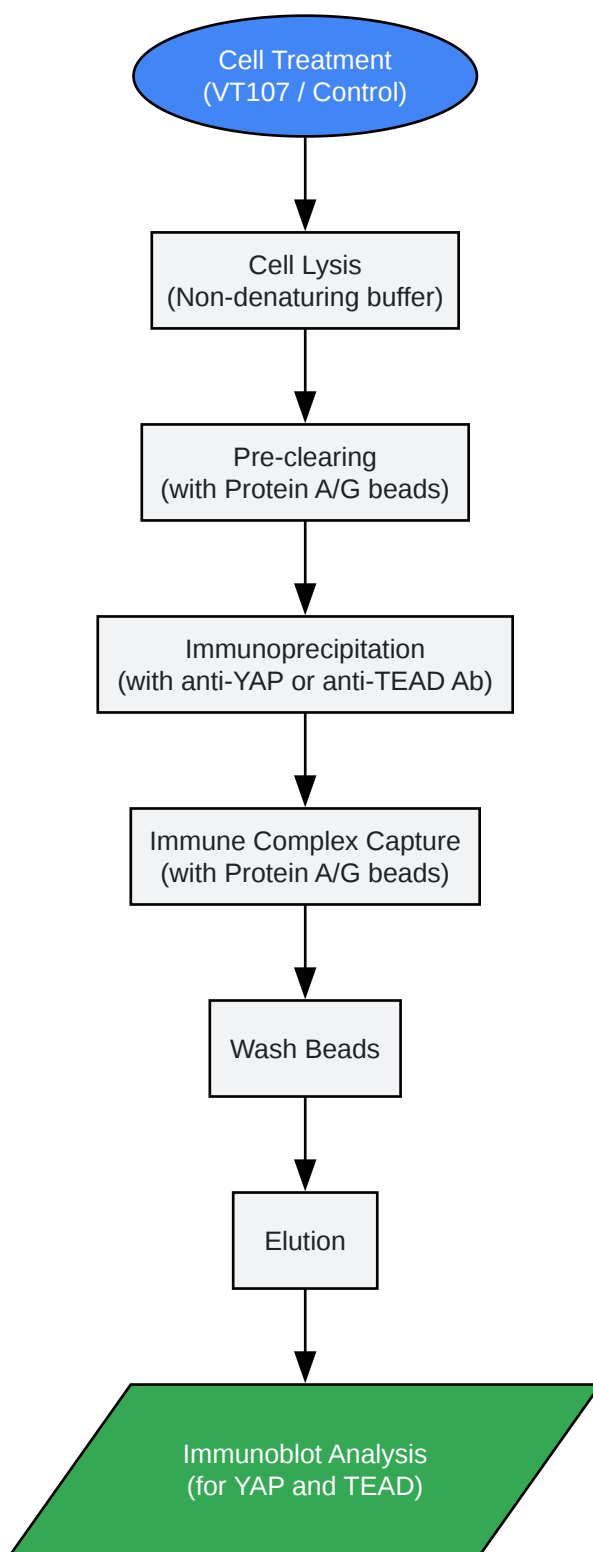 Cell Treatment
(VT107 / Control)
Cell Lysis
(Non-denaturing buffer)
Pre-clearing
(with Protein A/G beads)
Immunoprecipitation
(with anti-YAP or anti-TEAD Ab)
Immune Complex Capture
(with Protein A/G beads)
Wash Beads
Elution
Immunoblot Analysis
(for YAP and TEAD)